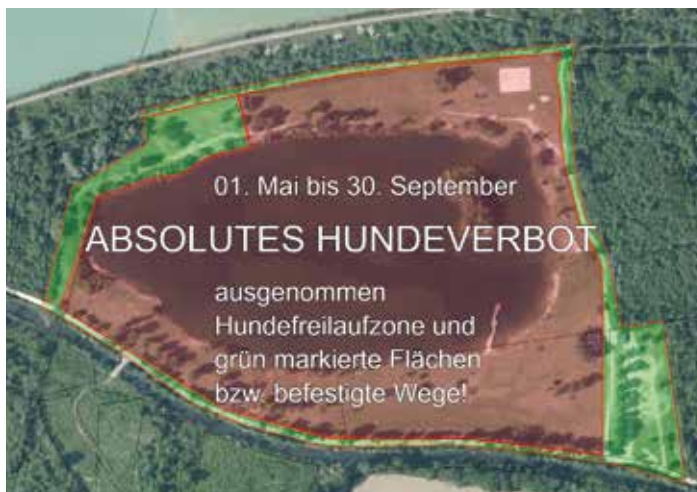 01. Mai bis 30. September
ABSOLUTES HUNDEVERBOT
ausgenommen
Hundefreilaufzone und
grün markierte Flächen
bzw. befestigte Wege!